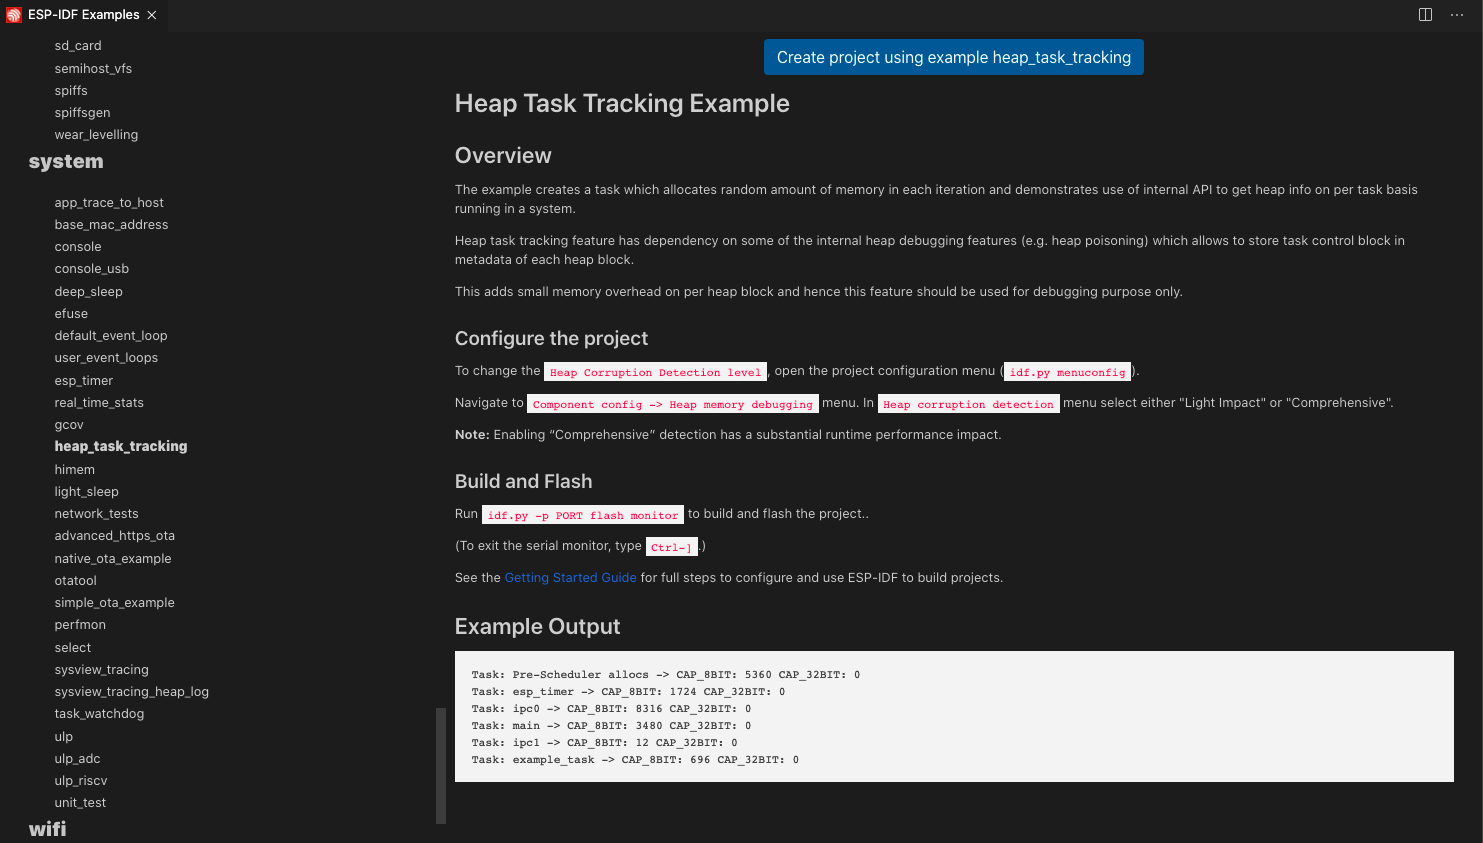 ESP-IDF Examples
sd_card
semihost_vfs
spiffs
spiffsgen
wear_levelling
system
app_trace_to_host
base_mac_address
console
console_usb
deep_sleep
efuse
default_event_loop
user_event_loops
esp_timer
real_time_stats
gcov
heap_task_tracking
himem
light_sleep
network_tests
advanced_https_ota
native_ota_example
otatool
simple_ota_example
perfmon
select
sysview_tracing
sysview_tracing_heap_log
task_watchdog
ulp
ulp_adc
ulp_riscv
unit_test
wifi
Create project using example heap_task_tracking
Heap Task Tracking Example
Overview
The example creates a task which allocates random amount of memory in each iteration and demonstrates use of internal API to get heap info on per task basis
running in a system.
Heap task tracking feature has dependency on some of the internal heap debugging features (e.g. heap poisoning) which allows to store task control block in
metadata of each heap block.
This adds small memory overhead on per heap block and hence this feature should be used for debugging purpose only.
Configure the project
To change the Heap Corruption Detection level, open the project configuration menu (idf.py menuconfig).
Navigate to Component config -> Heap memory debugging menu. In Heap corruption detection menu select either "Light Impact" or "Comprehensive".
Note: Enabling “Comprehensive” detection has a substantial runtime performance impact.
Build and Flash
Run idf.py -p PORT flash monitor to build and flash the project..
(To exit the serial monitor, type Ctrl-].)
See the Getting Started Guide for full steps to configure and use ESP-IDF to build projects.
Example Output
Task: Pre-Scheduler allocs -> CAP_8BIT: 5360 CAP_32BIT: 0
Task: esp_timer -> CAP_8BIT: 1724 CAP_32BIT: 0
Task: ipc0 -> CAP_8BIT: 8316 CAP_32BIT: 0
Task: main -> CAP_8BIT: 3480 CAP_32BIT: 0
Task: ipc1 -> CAP_8BIT: 12 CAP_32BIT: 0
Task: example_task -> CAP_8BIT: 696 CAP_32BIT: 0